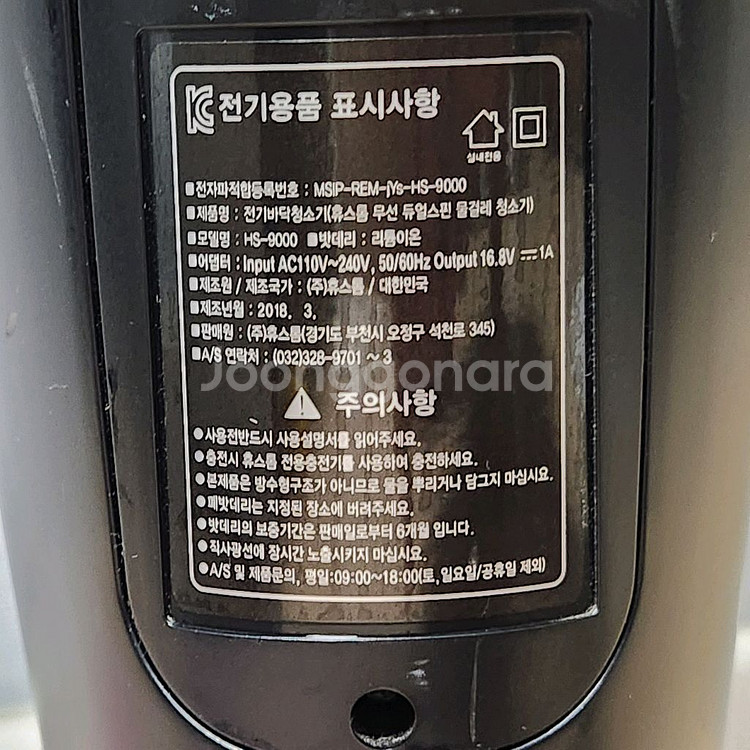 KC 전기용품 표시사항
실내전용
■전자파적합등록번호 : MSIP-REM-jYs-HS-9000
■제품명 : 전기바닥청소기(휴스톰 무선 듀얼스핀 물걸레 청소기)
■모델명 : HS-9000 ■밧데리 : 리튬이온
■어댑터 : Input AC110V~240V, 50/60Hz Output 16.8V ⎓1A
■제조원 / 제조국가 : (주)휴스톰 / 대한민국
■제조년월 : 2018. 3.
■판매원 : (주)휴스톰(경기도 부천시 오정구 석천로 345)
■A/S 연락처 : (032)328-9701 ~ 3
Joongaonara
주의사항
●사용전반드시 사용설명서를 읽어주세요.
●충전시 휴스톰 전용충전기를 사용하여 충전하세요.
●본제품은 방수형구조가 아니므로 물을 뿌리거나 담그지 마십시요.
●폐밧데리는 지정된 장소에 버려주세요.
●밧데리의 보증기간은 판매일로부터 6개월 입니다.
●직사광선에 장시간 노출시키지 마십시요.
●A/S 및 제품문의, 평일:09:00~18:00(토, 일요일/공휴일 제외)